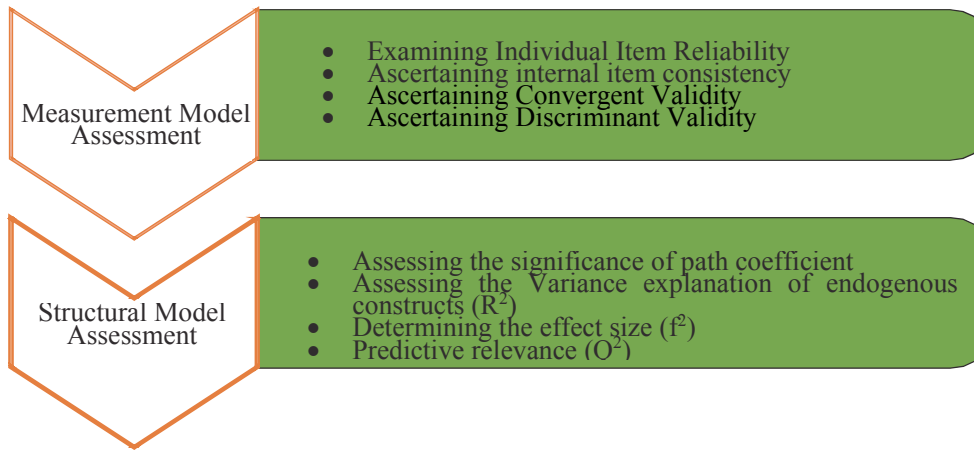 Measurement Model
Assessment
• Examining Individual Item Reliability
• Ascertaining internal item consistency
• Ascertaining Convergent Validity
• Ascertaining Discriminant Validity
Structural Model
Assessment
• Assessing the significance of path coefficient
• Assessing the Variance explanation of endogenous
constructs (R²)
• Determining the effect size (f²)
• Predictive relevance (Q²)